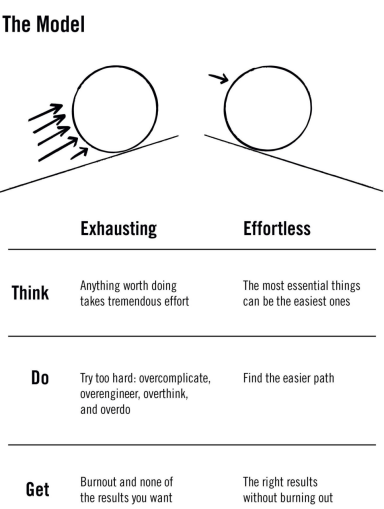 The Model
Exhausting
Effortless
Think
Anything worth doing
takes tremendous effort
The most essential things
can be the easiest ones
Do
Try too hard: overcomplicate,
overengineer, overthink,
and overdo
Find the easier path
Get
Burnout and none of
the results you want
The right results
without burning out